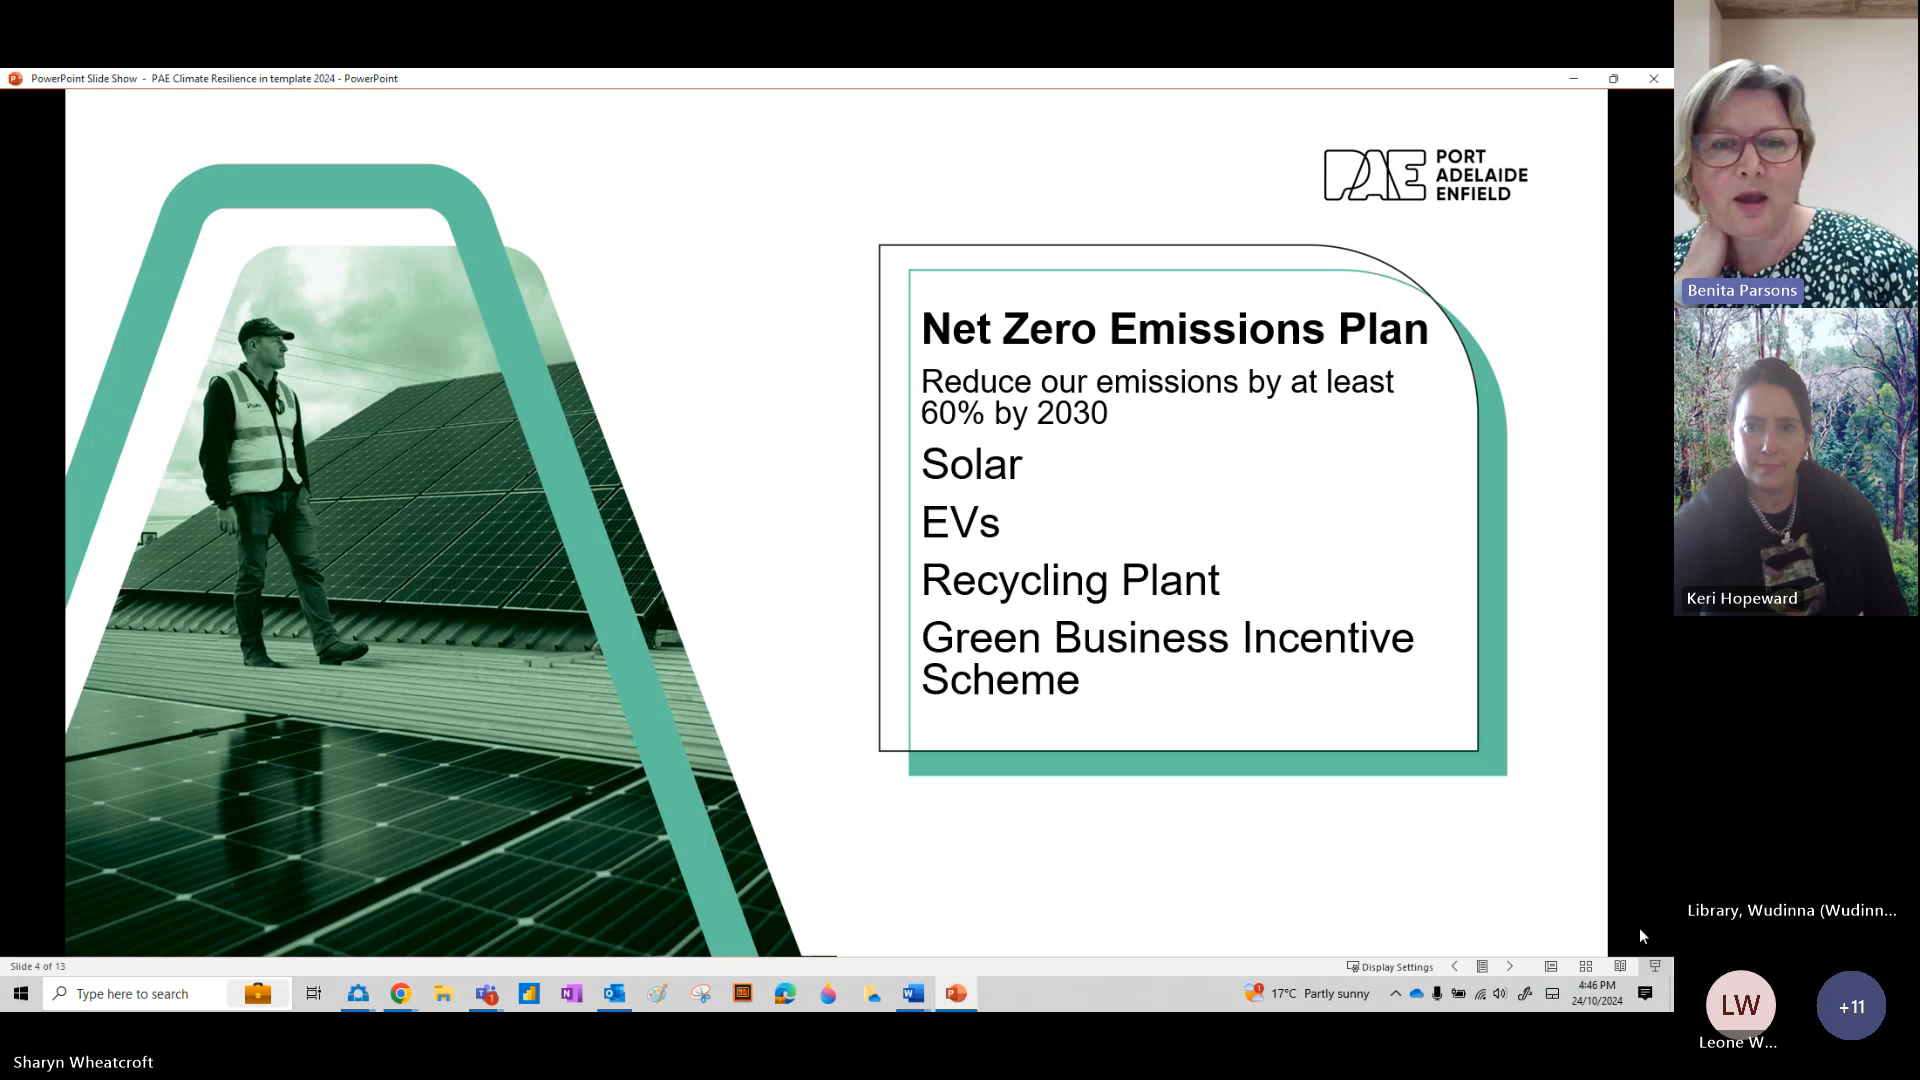 PowerPoint Slide Show - PAE Climate Resilience in template 2024 - PowerPoint
PAE
PORT
ADELAIDE
ENFIELD
Net Zero Emissions Plan
Reduce our emissions by at least
60% by 2030
Solar
EVs
Recycling Plant
Green Business Incentive
Scheme
Benita Parsons
Keri Hopeward
Library, Wudinna (Wudinn...
LW
+11
Leone W...
Slide 4 of 13
Display Settings
Type here to search
17°C Partly sunny
4:46 PM
24/10/2024
Sharyn Wheatcroft